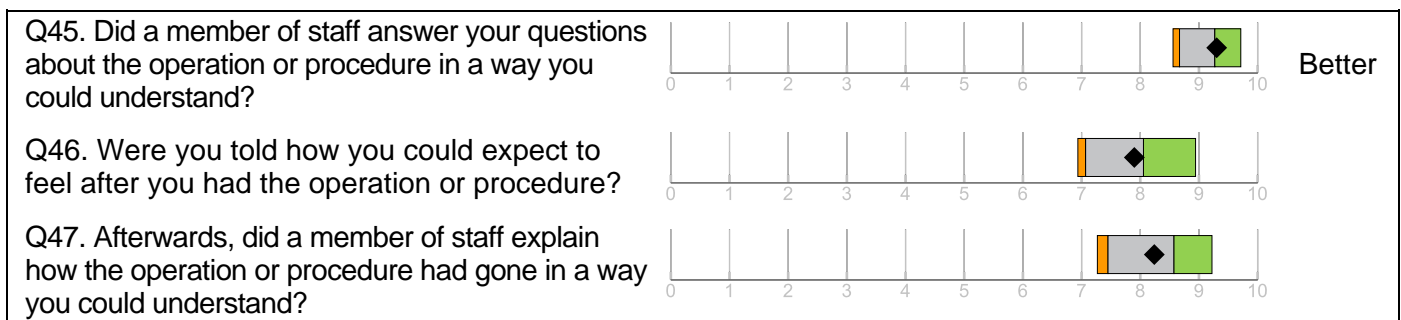 Q45. Did a member of staff answer your questions
about the operation or procedure in a way you
could understand?
0 1 2 3 4 5 6 7 8 9 10
Better
Q46. Were you told how you could expect to
feel after you had the operation or procedure?
0 1 2 3 4 5 6 7 8 9 10
Q47. Afterwards, did a member of staff explain
how the operation or procedure had gone in a way
you could understand?
0 1 2 3 4 5 6 7 8 9 10